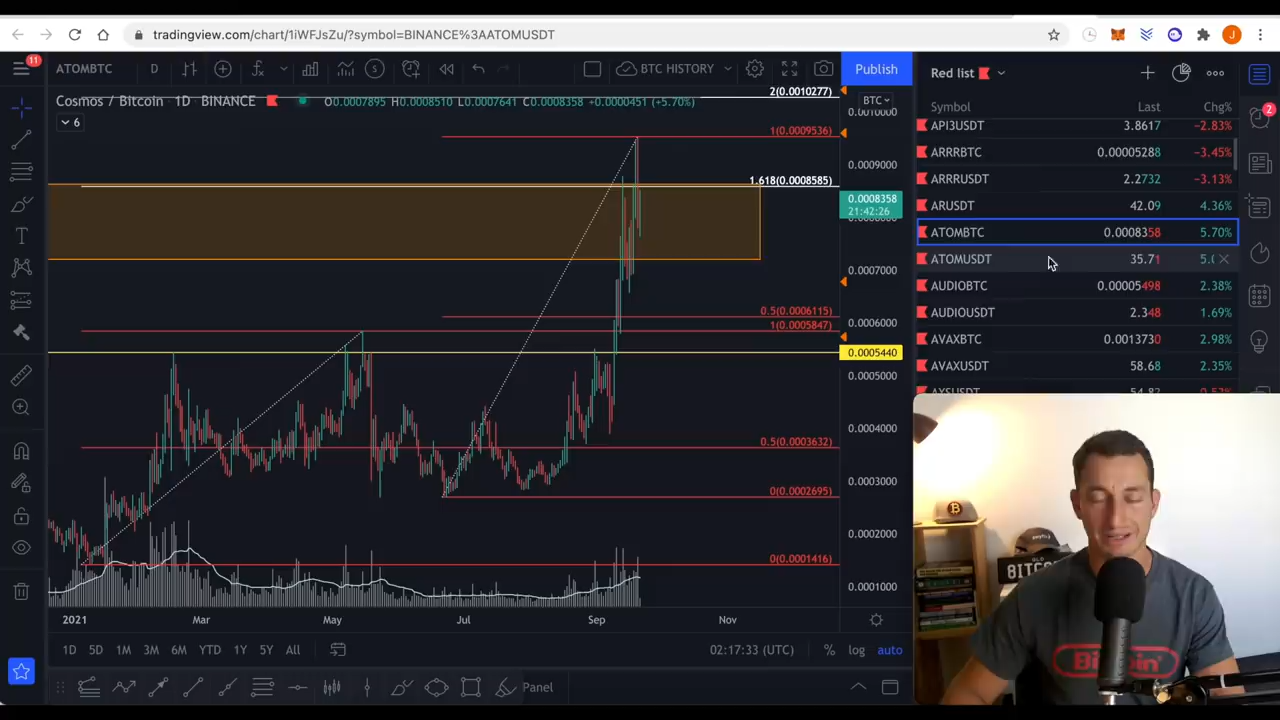 tradingview.com/chart/1iWFJsZu/?symbol=BINANCE%3AATOMUSDT
J
11
ATOMBTC
D
BTC HISTORY
Publish
Red list
Cosmos / Bitcoin 1D BINANCE
O0.0007895 H0.0008510 L0.0007641 C0.0008358 +0.0000451 (+5.70%)
2(0.0010277)
BTC
6
Symbol Last Chg%
0.0010000
2
API3USDT 3.8617 −2.83%
1(0.0009536)
ARRRBTC 0.00005288 −3.45%
0.0009000
1.618(0.0008585)
ARRRUSDT 2.2732 −3.13%
0.0008358
21:42:26
ARUSDT 42.09 4.36%
ATOMBTC 0.0008358 5.70%
ATOMUSDT 35.71
0.0007000
AUDIOBTC 0.00005498 2.38%
0.5(0.0006115)
AUDIOUSDT 2.348 1.69%
1(0.0005847)
0.0006000
AVAXBTC 0.0013730 2.98%
0.0005440
AVAXUSDT 58.68 2.35%
0.0005000
0.0004000
0.5(0.0003632)
0.0003000
0(0.0002695)
0.0002000
0(0.0001416)
0.0001000
2021 Mar May Jul Sep Nov
1D 5D 1M 3M 6M YTD 1Y 5Y All
02:17:33 (UTC)
% log auto
Panel